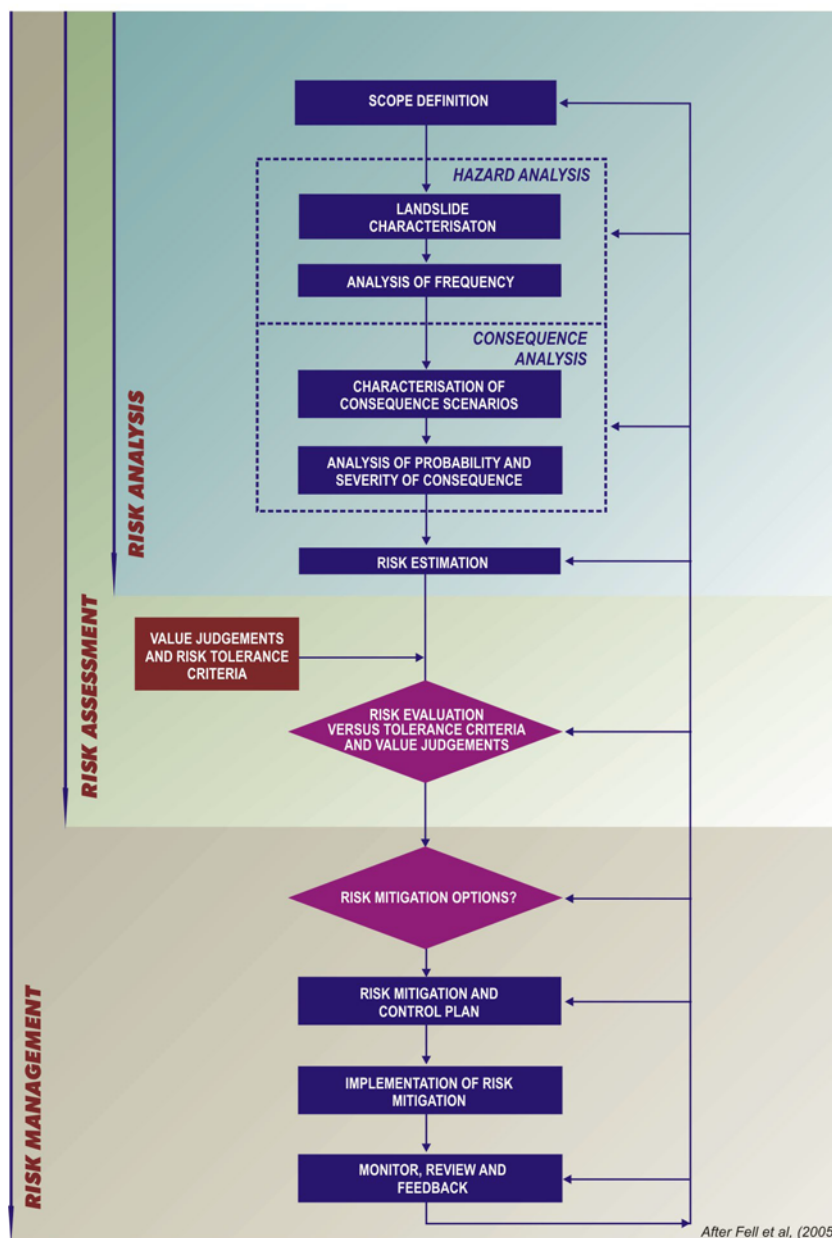 SCOPE DEFINITION
HAZARD ANALYSIS
LANDSLIDE
CHARACTERISATON
ANALYSIS OF FREQUENCY
CONSEQUENCE
ANALYSIS
CHARACTERISATION OF
CONSEQUENCE SCENARIOS
ANALYSIS OF PROBABILITY AND
SEVERITY OF CONSEQUENCE
RISK ANALYSIS
RISK ESTIMATION
VALUE JUDGEMENTS
AND RISK TOLERANCE
CRITERIA
RISK ASSESSMENT
RISK EVALUATION
VERSUS TOLERANCE CRITERIA
AND VALUE JUDGEMENTS
RISK MITIGATION OPTIONS?
RISK MITIGATION AND
CONTROL PLAN
RISK MANAGEMENT
IMPLEMENTATION OF RISK
MITIGATION
MONITOR, REVIEW AND
FEEDBACK
After Fell et al, (2005